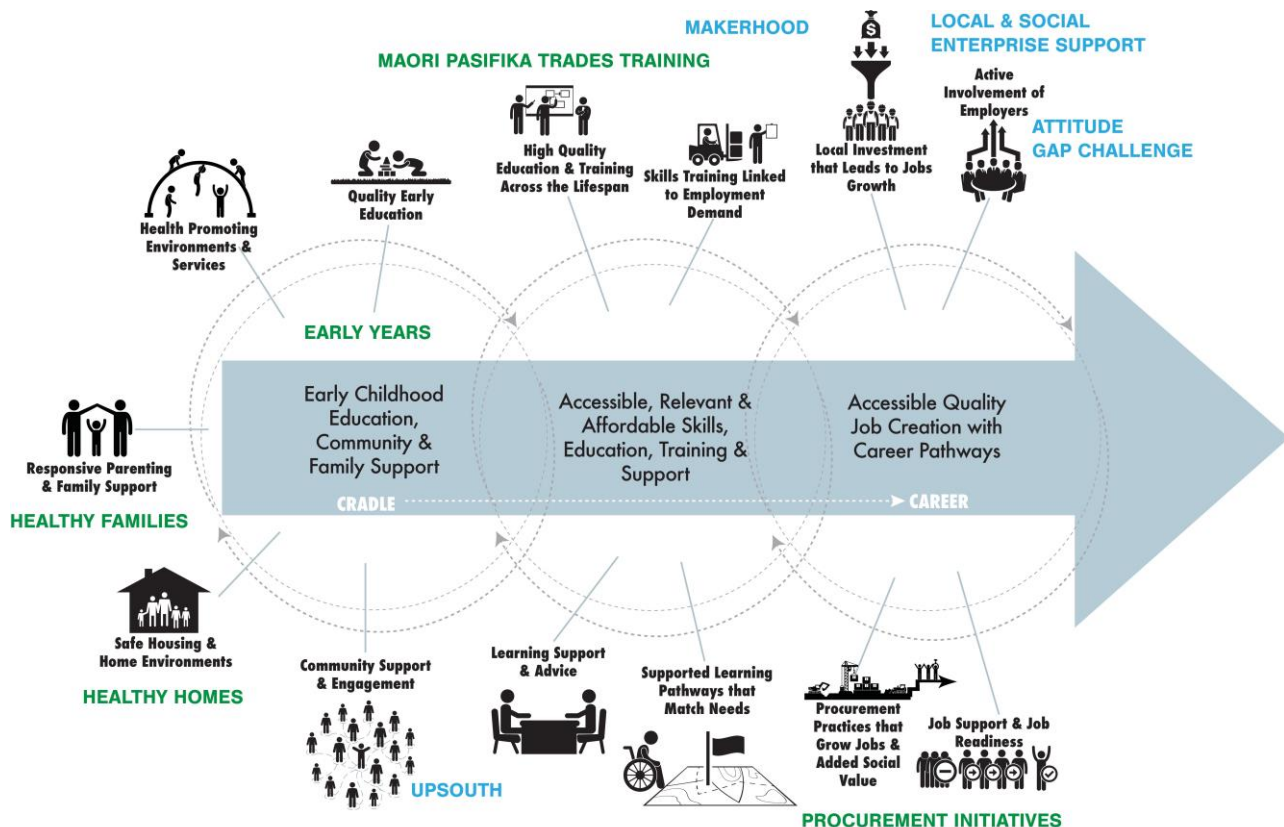 MAKERHOOD
LOCAL & SOCIAL
ENTERPRISE SUPPORT
MAORI PASIFIKA TRADES TRAINING
Active
Involvement of
Employers
ATTITUDE
GAP CHALLENGE
High Quality
Education & Training
Across the Lifespan
Skills Training Linked
to Employment
Demand
Local Investment
that Leads to Jobs
Growth
Quality Early
Education
Health Promoting
Environments &
Services
EARLY YEARS
Early Childhood
Education,
Community &
Family Support
Accessible, Relevant &
Affordable Skills,
Education, Training &
Support
Accessible Quality
Job Creation with
Career Pathways
CRADLE
CAREER
Responsive Parenting
& Family Support
HEALTHY FAMILIES
Safe Housing &
Home Environments
HEALTHY HOMES
Community Support
& Engagement
UPSOUTH
Learning Support
& Advice
Supported Learning
Pathways that
Match Needs
Procurement
Practices that
Grow Jobs &
Added Social
Value
Job Support & Job
Readiness
PROCUREMENT INITIATIVES
$